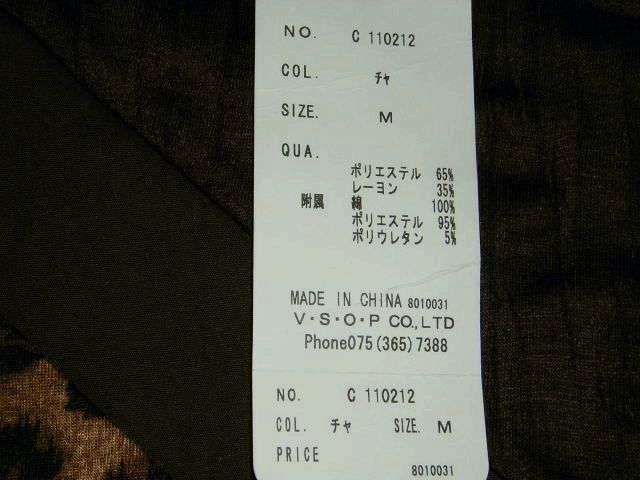 NO. C 110212
COL. チャ
SIZE. M
QUA.
ポリエステル 65%
レーヨン 35%
附属 綿 100%
ポリエステル 95%
ポリウレタン 5%
MADE IN CHINA 8010031
V・S・O・P CO.,LTD
Phone075(365)7388
NO. C 110212
COL. チャ SIZE. M
PRICE
8010031